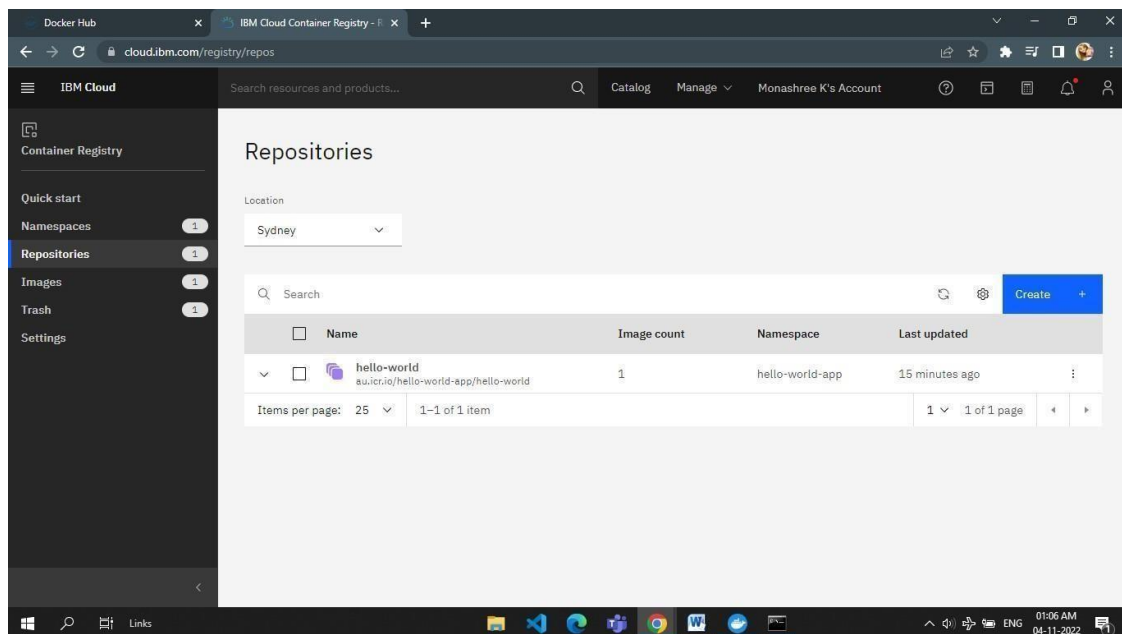 Docker Hub
IBM Cloud Container Registry - R
cloud.ibm.com/registry/repos
IBM Cloud
Search resources and products...
Catalog
Manage
Monashree K's Account
Container Registry
Quick start
Namespaces 1
Repositories 1
Images 1
Trash 1
Settings
Repositories
Location
Sydney
Search
Create +
Name Image count Namespace Last updated
hello-world
au.icr.io/hello-world-app/hello-world
1 hello-world-app 15 minutes ago
Items per page: 25 1–1 of 1 item 1 1 of 1 page
Links
ENG
01:06 AM
04-11-2022
1